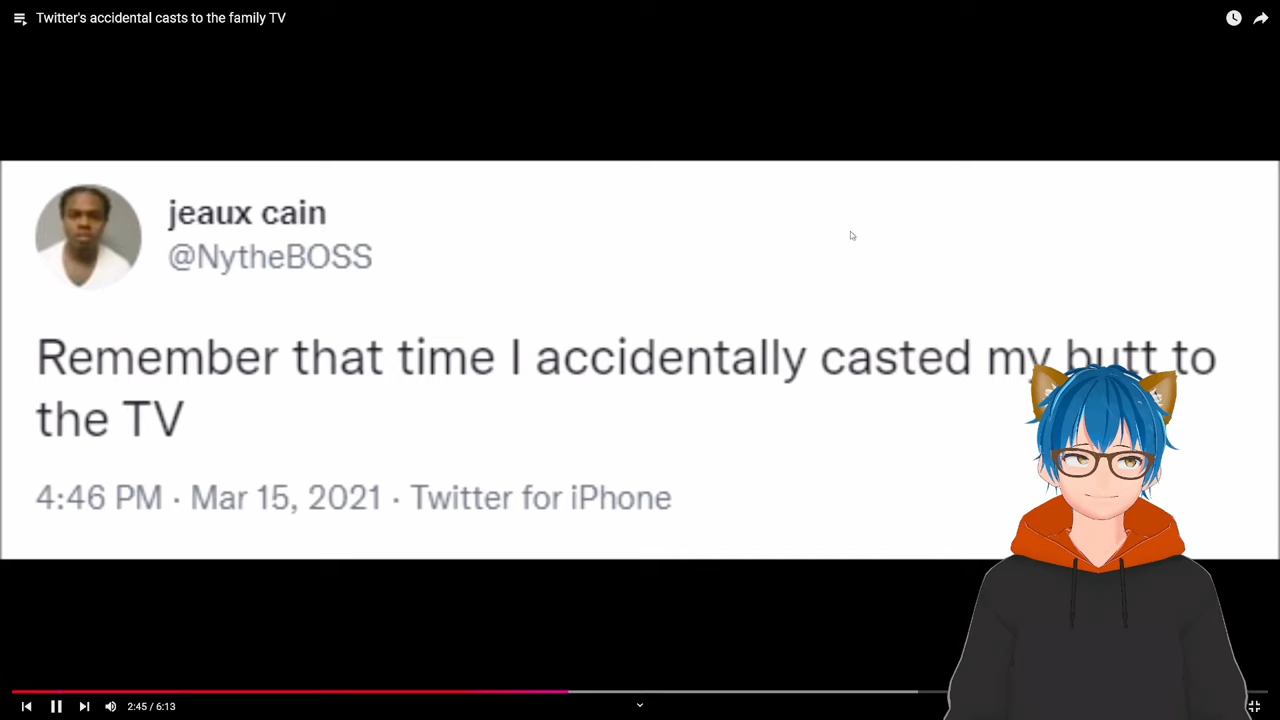 Twitter's accidental casts to the family TV
jeaux cain
@NytheBOSS
Remember that time I accidentally casted my butt to
the TV
4:46 PM · Mar 15, 2021 · Twitter for iPhone
2:45 / 6:13